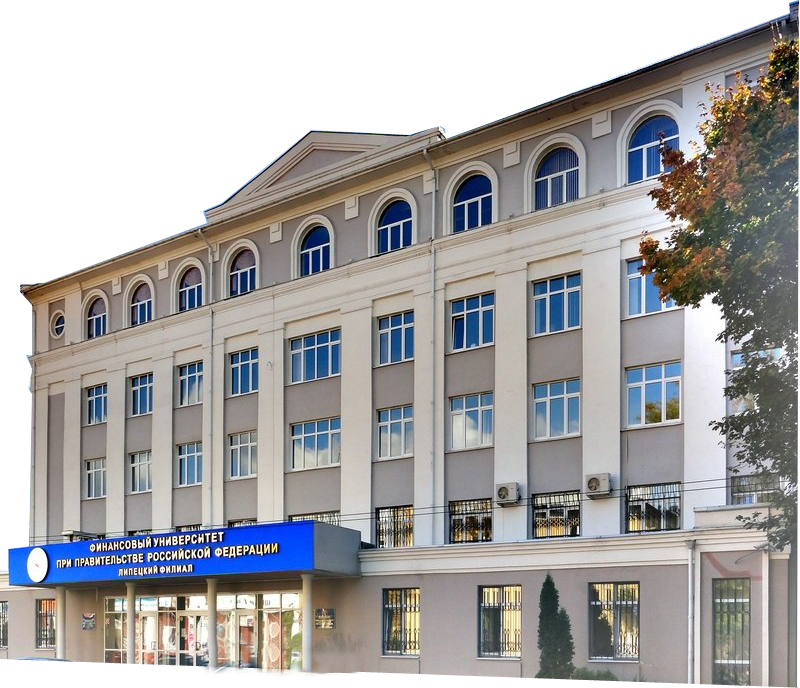 ФИНАНСОВЫЙ УНИВЕРСИТЕТ
ПРИ ПРАВИТЕЛЬСТВЕ РОССИЙСКОЙ ФЕДЕРАЦИИ
ЛИПЕЦКИЙ ФИЛИАЛ